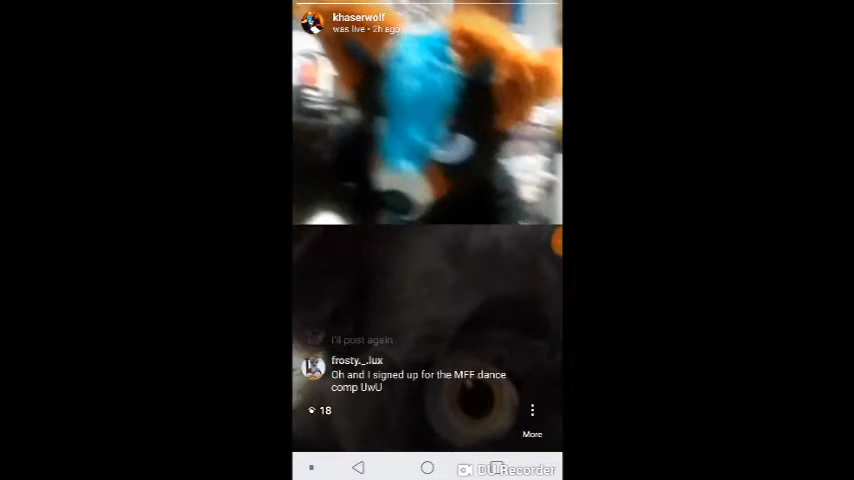 khaserwolf
was live • 2h ago
I'll post again
frosty._.lux
Oh and I signed up for the MFF dance
comp UwU
18
More
DU Recorder